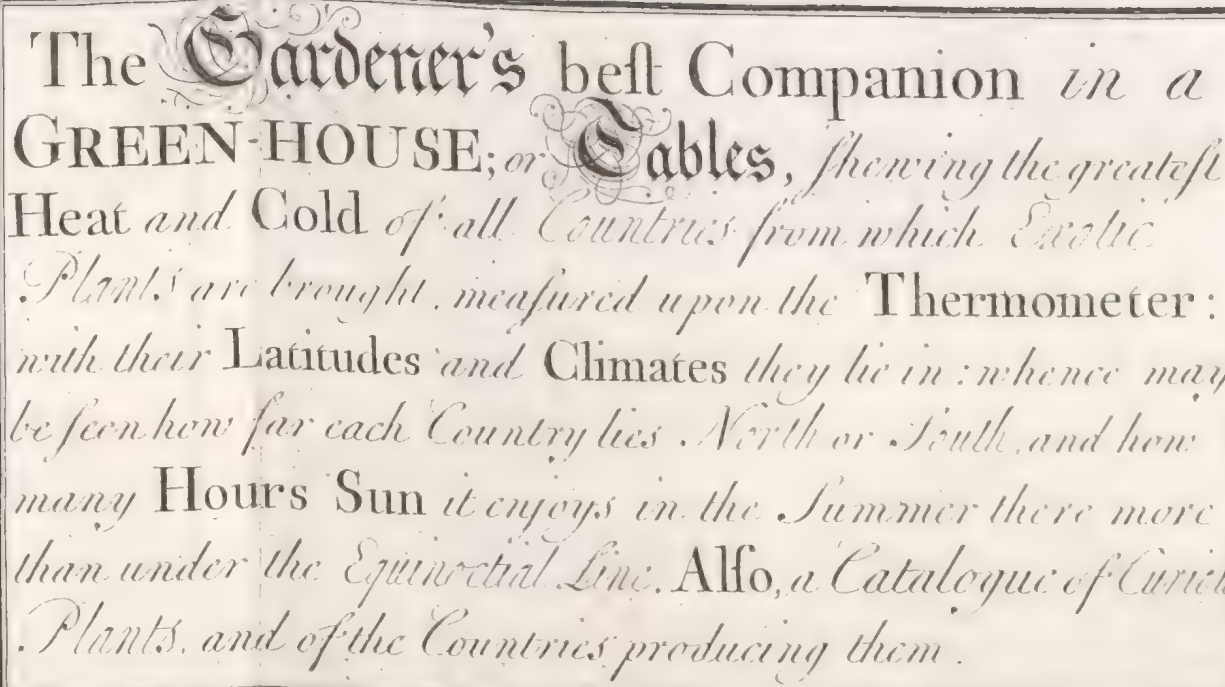 The Gardener's beſt Companion in a
GREEN-HOUSE; or Tables, ſhewing the greateſt
Heat and Cold of all Countries from which Exotic
Plants are brought, meaſured upon the Thermometer:
with their Latitudes and Climates they lie in: whence may
be ſeen how far each Country lies North or South, and how
many Hours Sun it enjoys in the Summer there more
than under the Equinoctial Line. Alſo, a Catalogue of Curiou
Plants, and of the Countries producing them.